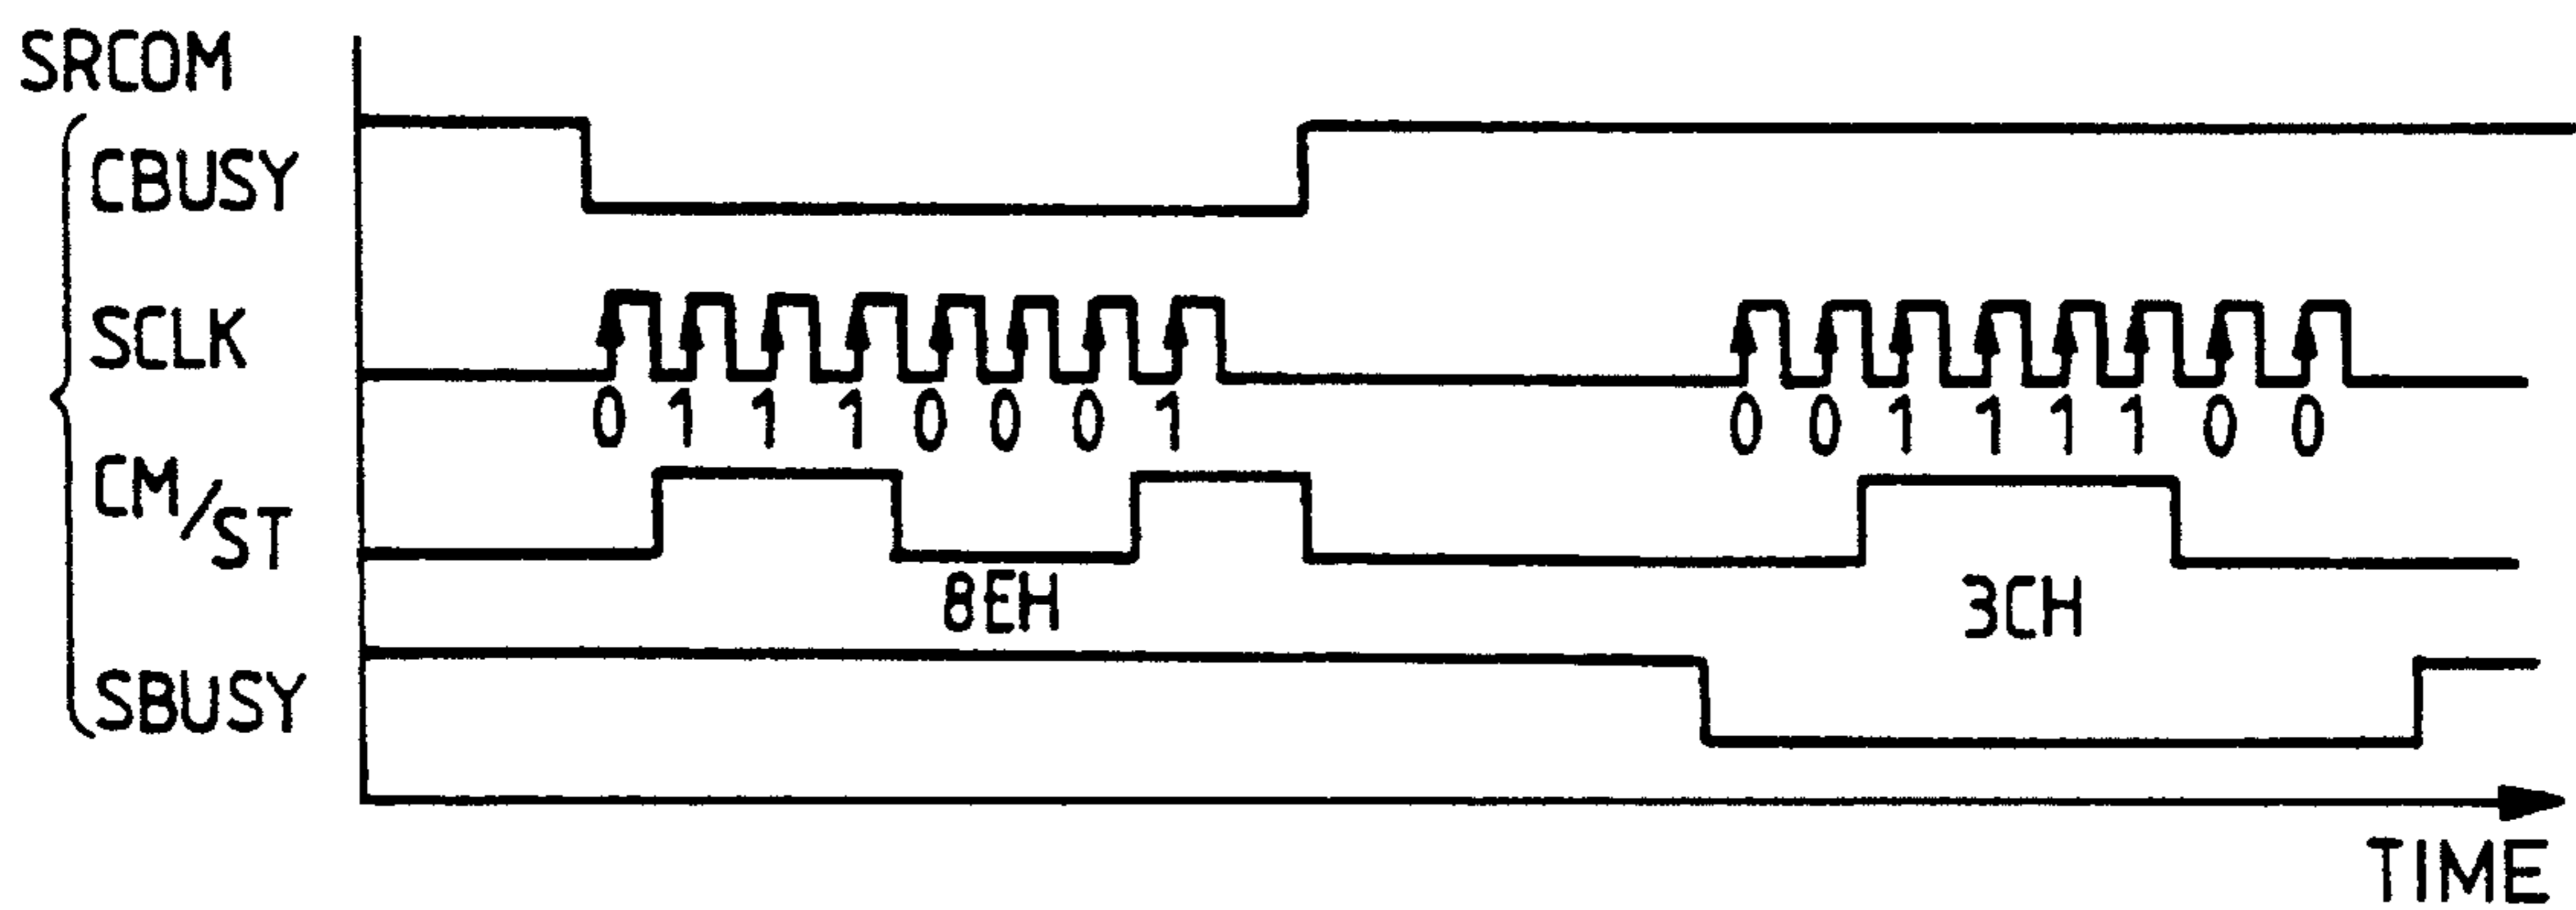 SRCOM
CBUSY
SCLK
0 1 1 1 0 0 0 1 0 0 1 1 1 1 0 0
CM/ST
8EH 3CH
SBUSY
TIME